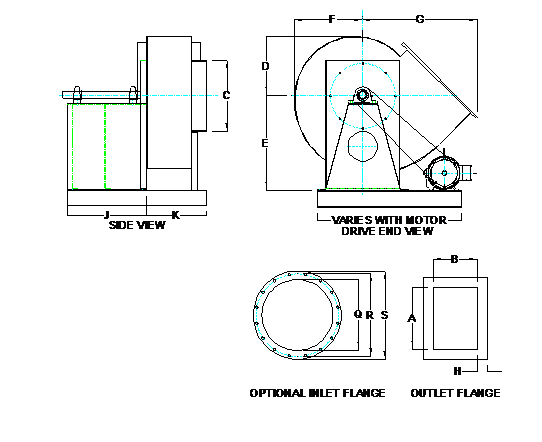 F
G
D
C
E
J
K
SIDE VIEW
VARIES WITH MOTOR
DRIVE END VIEW
B
A
Q
R
S
H
OPTIONAL INLET FLANGE
OUTLET FLANGE